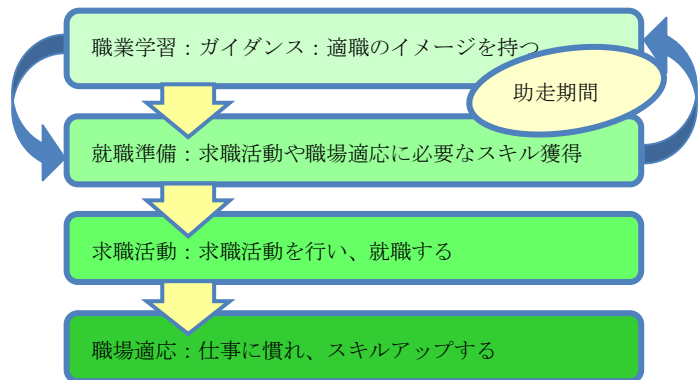 職業学習：ガイダンス：適職のイメージを持つ
助走期間
就職準備：求職活動や職場適応に必要なスキル獲得
求職活動：求職活動を行い、就職する
職場適応：仕事に慣れ、スキルアップする